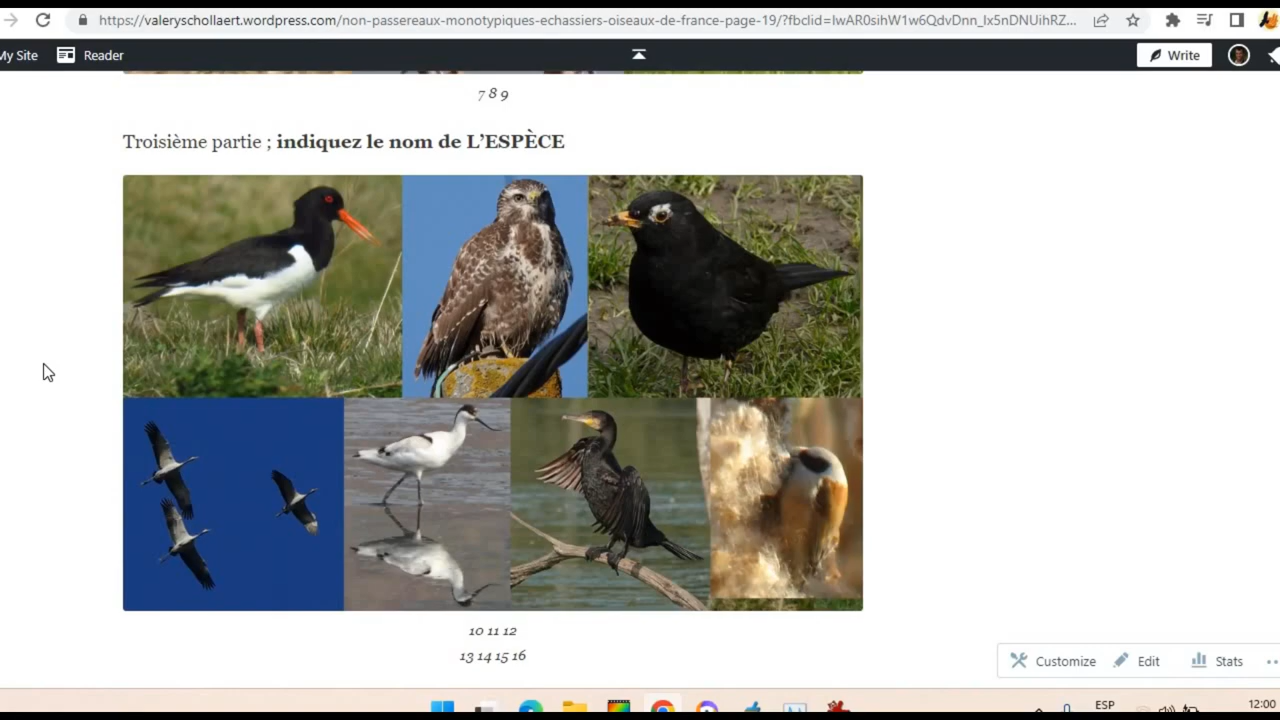 https://valeryschollaert.wordpress.com/non-passereaux-monotypiques-echassiers-oiseaux-de-france-page-19/?fbclid=IwAR0sihW1w6QdvDnn_lx5nDNUihRZ...
My Site Reader Write
7 8 9
Troisième partie ; indiquez le nom de L’ESPÈCE
10 11 12
13 14 15 16
Customize Edit Stats
ESP 12:00